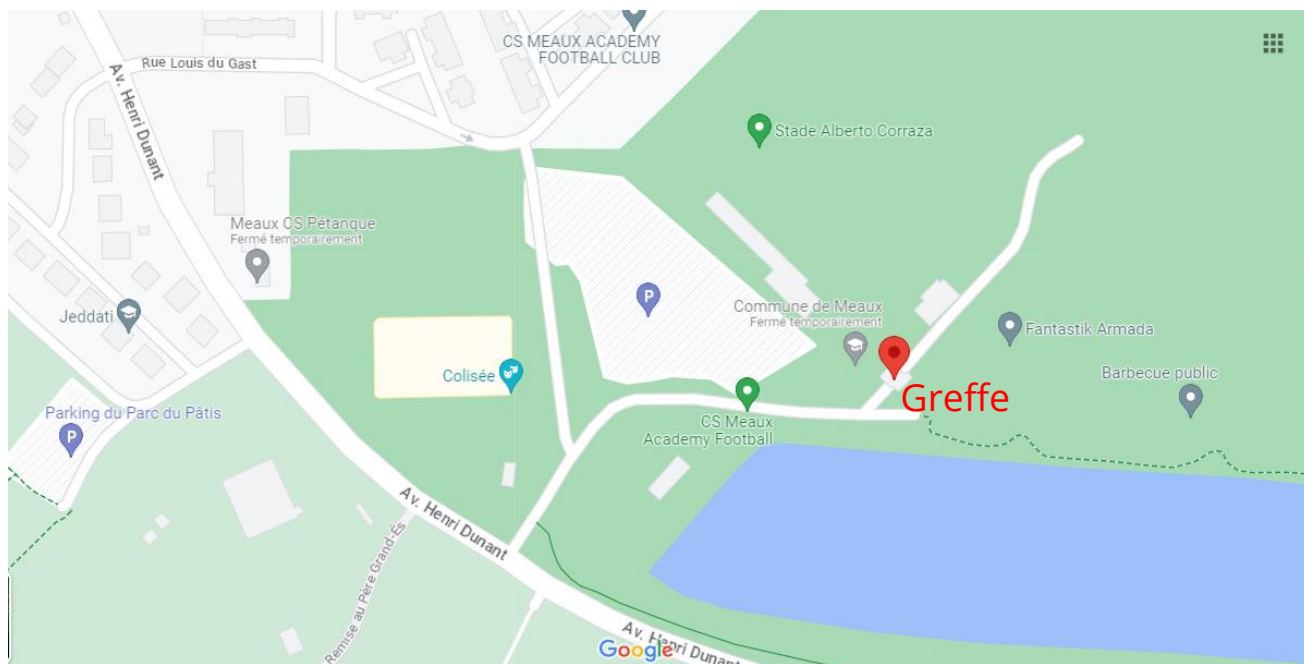 CS MEAUX ACADEMY
FOOTBALL CLUB
Rue Louis du Gast
Av. Henri Dunant
Stade Alberto Corraza
Meaux CS Pétanque
Fermé temporairement
P
Commune de Meaux
Fermé temporairement
Jeddati
Fantastik Armada
Colisée
Barbecue public
Greffe
Parking du Parc du Pâtis
P
CS Meaux
Academy Football
Av. Henri Dunant
Remise au Père Grand-És
Av. Henri Dunant
Google